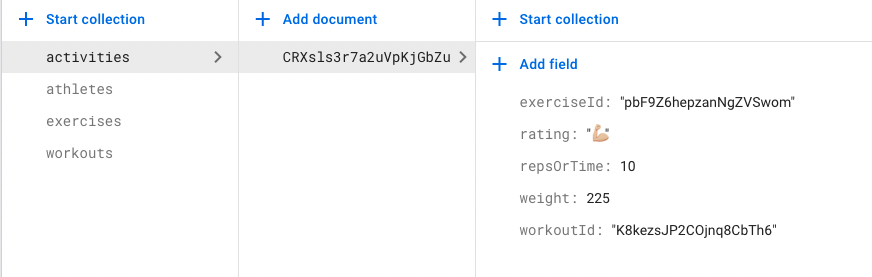 Start collection
activities
athletes
exercises
workouts
Add document
CRXsls3r7a2uVpKjGbZu
Start collection
Add field
exerciseId: "pbF9Z6hepzanNgZVSwom"
rating: "💪🏼"
repsOrTime: 10
weight: 225
workoutId: "K8kezsJP2COjnq8CbTh6"